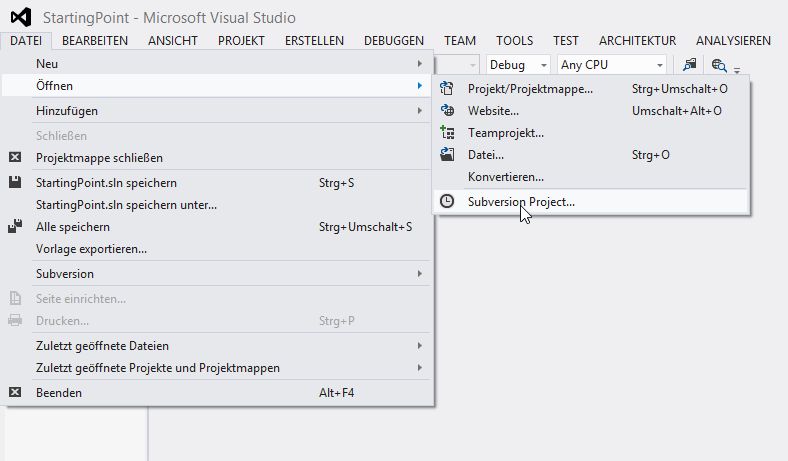 StartingPoint - Microsoft Visual Studio
DATEI BEARBEITEN ANSICHT PROJEKT ERSTELLEN DEBUGGEN TEAM TOOLS TEST ARCHITEKTUR ANALYSIEREN
Debug Any CPU
Neu
Öffnen
Hinzufügen
Schließen
Projektmappe schließen
StartingPoint.sln speichern Strg+S
StartingPoint.sln speichern unter...
Alle speichern Strg+Umschalt+S
Vorlage exportieren...
Subversion
Seite einrichten...
Drucken... Strg+P
Zuletzt geöffnete Dateien
Zuletzt geöffnete Projekte und Projektmappen
Beenden Alt+F4
Projekt/Projektmappe... Strg+Umschalt+O
Website... Umschalt+Alt+O
Teamprojekt...
Datei... Strg+O
Konvertieren...
Subversion Project...